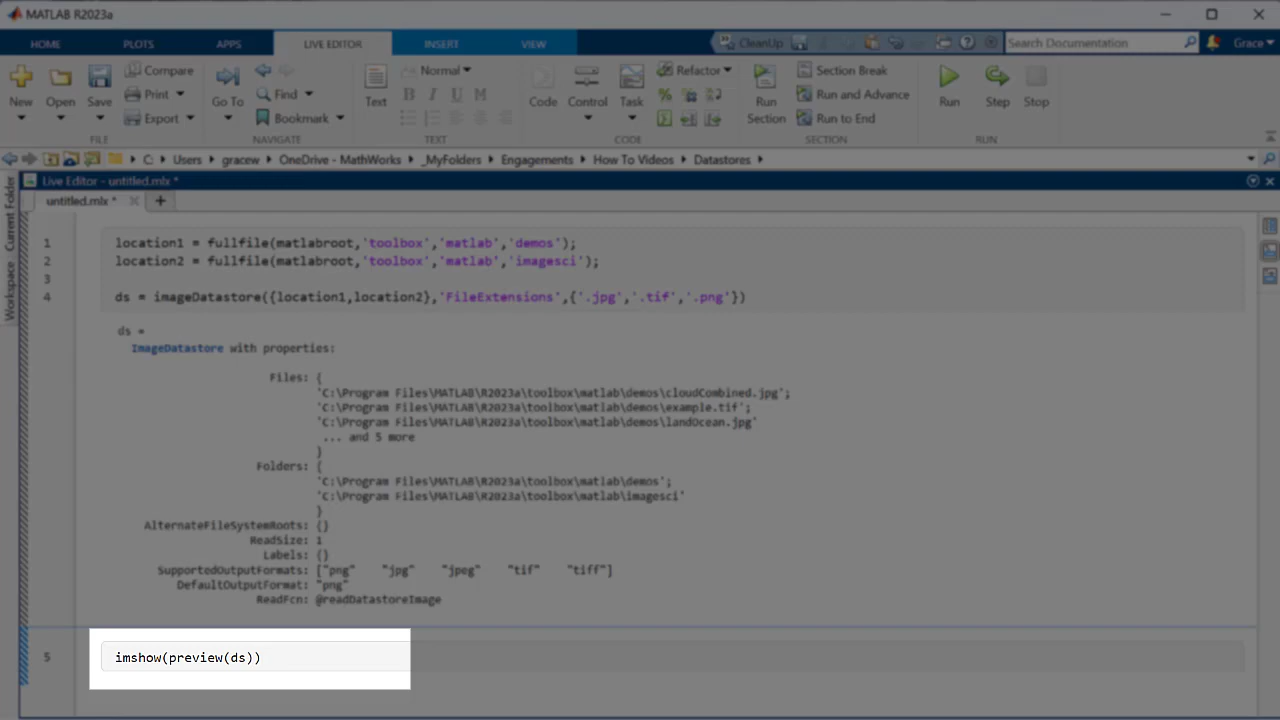 MATLAB R2023a
HOME PLOTS APPS LIVE EDITOR INSERT VIEW CleanUp Search Documentation Grace
New Open Save Compare Print Export
FILE
Go To Find Bookmark
NAVIGATE
Text Normal B I U M
TEXT
Code Control Task Refactor
CODE
Run Section Section Break Run and Advance Run to End
SECTION
Run Step Stop
RUN
C: Users gracew OneDrive - MathWorks _MyFolders Engagements How To Videos Datastores
Current Folder
Workspace
Live Editor - untitled.mlx *
untitled.mlx *
1 location1 = fullfile(matlabroot,'toolbox','matlab','demos');
2 location2 = fullfile(matlabroot,'toolbox','matlab','imagesci');
3
4 ds = imageDatastore({location1,location2},'FileExtensions',{'.jpg','.tif','.png'})
ds =
ImageDatastore with properties:
Files: {
'C:\Program Files\MATLAB\R2023a\toolbox\matlab\demos\cloudCombined.jpg';
'C:\Program Files\MATLAB\R2023a\toolbox\matlab\demos\example.tif';
'C:\Program Files\MATLAB\R2023a\toolbox\matlab\demos\landOcean.jpg'
... and 5 more
}
Folders: {
'C:\Program Files\MATLAB\R2023a\toolbox\matlab\demos';
'C:\Program Files\MATLAB\R2023a\toolbox\matlab\imagesci'
}
AlternateFileSystemRoots: {}
ReadSize: 1
Labels: {}
SupportedOutputFormats: ["png" "jpg" "jpeg" "tif" "tiff"]
DefaultOutputFormat: "png"
ReadFcn: @readDatastoreImage
5 imshow(preview(ds))